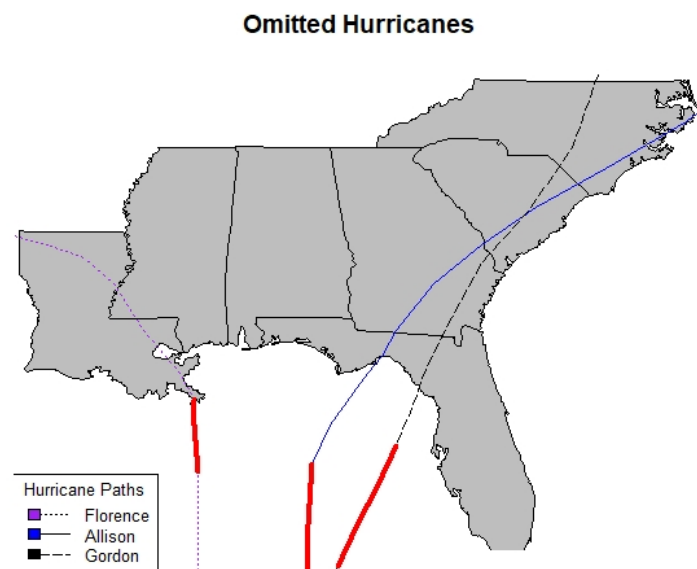 Omitted Hurricanes
Hurricane Paths
Florence
Allison
Gordon